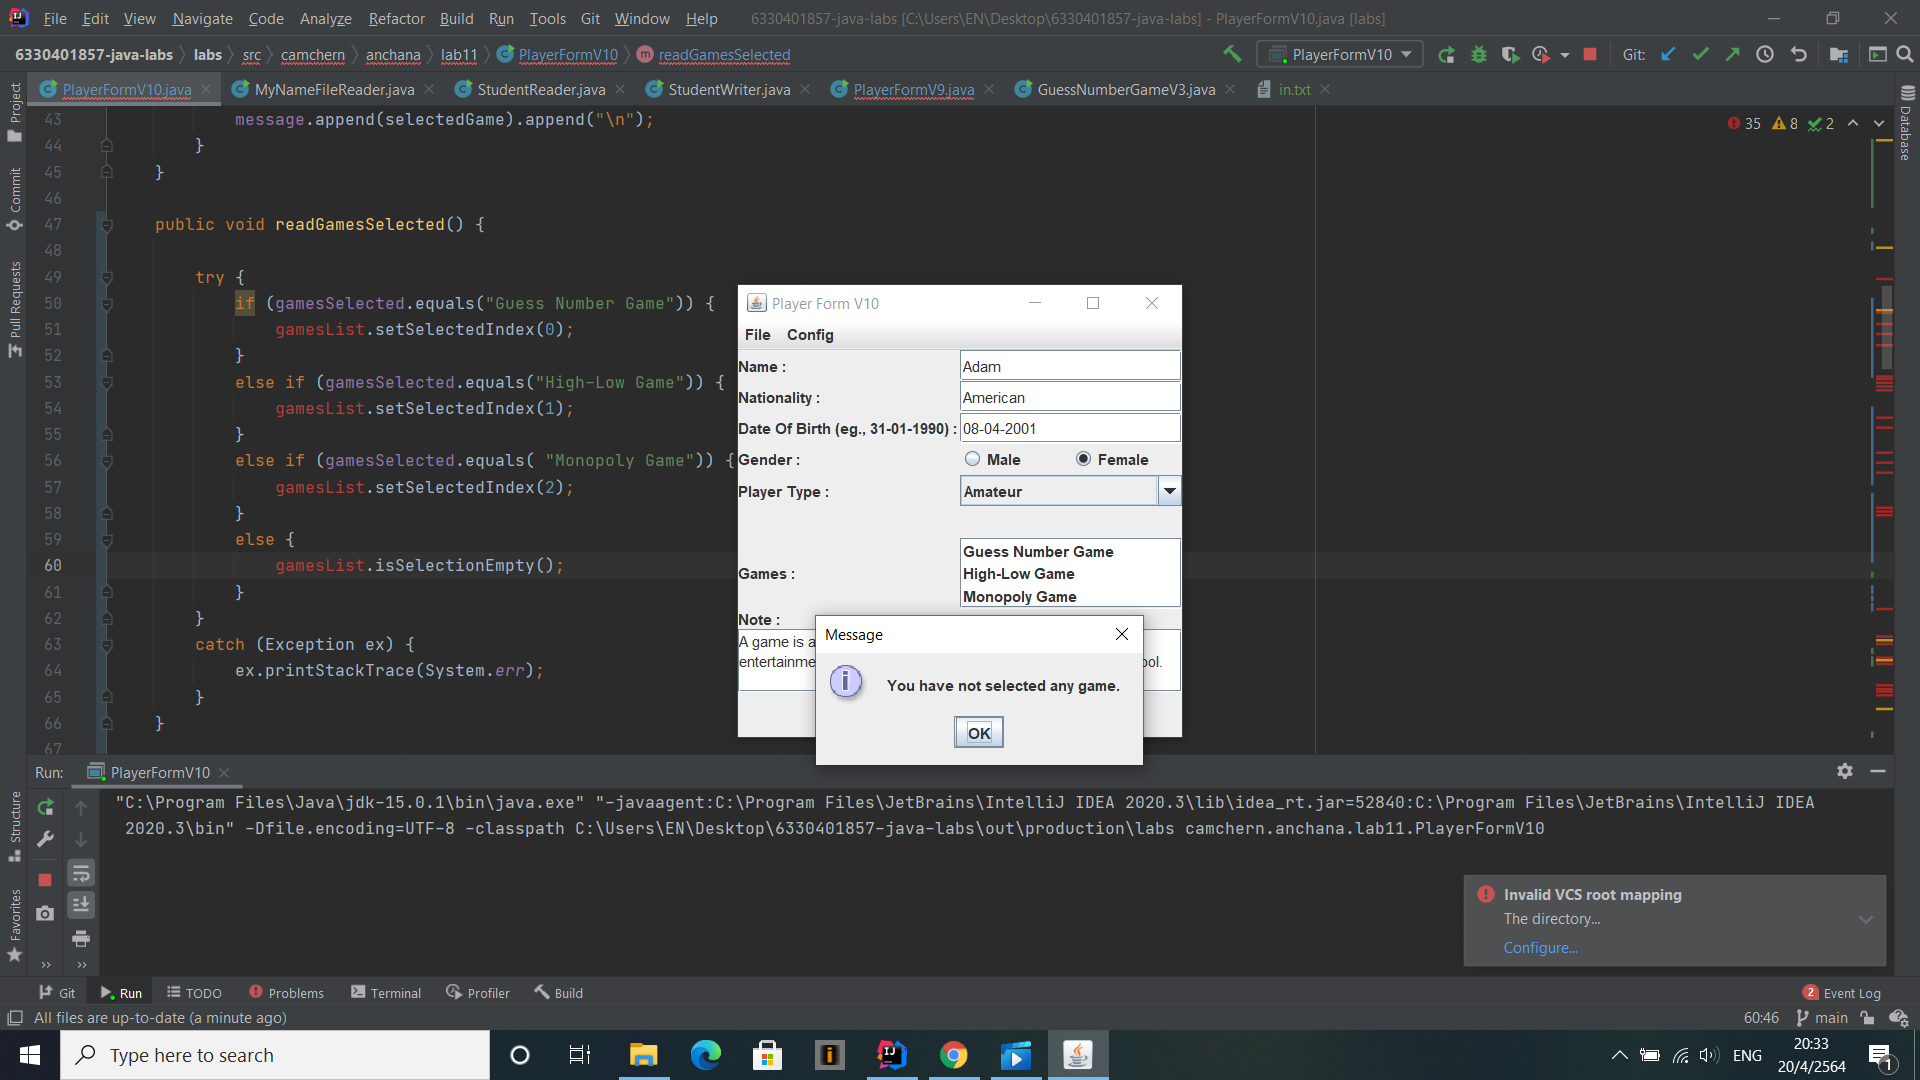 File Edit View Navigate Code Analyze Refactor Build Run Tools Git Window Help 6330401857-java-labs [C:\Users\EN\Desktop\6330401857-java-labs] - PlayerFormV10.java [labs]
6330401857-java-labs labs src camchern anchana lab11 PlayerFormV10 readGamesSelected PlayerFormV10 Git:
PlayerFormV10.java MyNameFileReader.java StudentReader.java StudentWriter.java PlayerFormV9.java GuessNumberGameV3.java in.txt
Project
Commit
Pull Requests
Structure
Favorites
Database
35 8 2
43 message.append(selectedGame).append("\n");
44 }
45 }
46
47 public void readGamesSelected() {
48
49 try {
50 if (gamesSelected.equals("Guess Number Game")) {
51 gamesList.setSelectedIndex(0);
52 }
53 else if (gamesSelected.equals("High-Low Game")) {
54 gamesList.setSelectedIndex(1);
55 }
56 else if (gamesSelected.equals( "Monopoly Game")) {
57 gamesList.setSelectedIndex(2);
58 }
59 else {
60 gamesList.isSelectionEmpty();
61 }
62 }
63 catch (Exception ex) {
64 ex.printStackTrace(System.err);
65 }
66 }
67
Player Form V10
File Config
Name : Adam
Nationality : American
Date Of Birth (eg., 31-01-1990) : 08-04-2001
Gender : Male Female
Player Type : Amateur
Guess Number Game
Games : High-Low Game
Monopoly Game
Note :
A game is a
entertainme ool.
Message
You have not selected any game.
OK
Run: PlayerFormV10
"C:\Program Files\Java\jdk-15.0.1\bin\java.exe" "-javaagent:C:\Program Files\JetBrains\IntelliJ IDEA 2020.3\lib\idea_rt.jar=52840:C:\Program Files\JetBrains\IntelliJ IDEA
2020.3\bin" -Dfile.encoding=UTF-8 -classpath C:\Users\EN\Desktop\6330401857-java-labs\out\production\labs camchern.anchana.lab11.PlayerFormV10
Invalid VCS root mapping
The directory...
Configure...
Git Run TODO Problems Terminal Profiler Build 2 Event Log
All files are up-to-date (a minute ago) 60:46 main
Type here to search ENG
20:33
20/4/2564
1